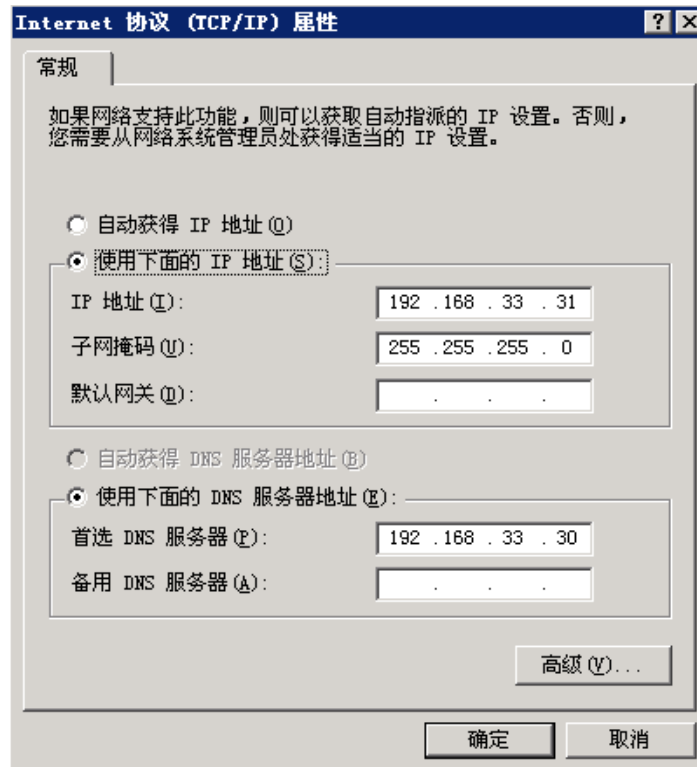 Internet 协议 (TCP/IP) 属性
常规
如果网络支持此功能，则可以获取自动指派的 IP 设置。否则，
您需要从网络系统管理员处获得适当的 IP 设置。
自动获得 IP 地址(O)
使用下面的 IP 地址(S):
IP 地址(I): 192 .168 . 33 . 31
子网掩码(U): 255 .255 .255 . 0
默认网关(D): . . .
自动获得 DNS 服务器地址(B)
使用下面的 DNS 服务器地址(E):
首选 DNS 服务器(P): 192 .168 . 33 . 30
备用 DNS 服务器(A): . . .
高级(V)...
确定 取消